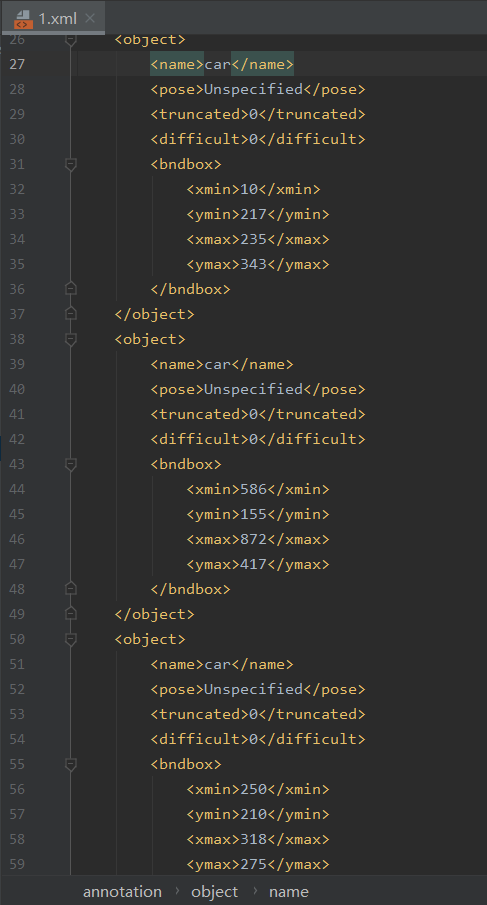 1.xml
26 <object>
27 <name>car</name>
28 <pose>Unspecified</pose>
29 <truncated>0</truncated>
30 <difficult>0</difficult>
31 <bndbox>
32 <xmin>10</xmin>
33 <ymin>217</ymin>
34 <xmax>235</xmax>
35 <ymax>343</ymax>
36 </bndbox>
37 </object>
38 <object>
39 <name>car</name>
40 <pose>Unspecified</pose>
41 <truncated>0</truncated>
42 <difficult>0</difficult>
43 <bndbox>
44 <xmin>586</xmin>
45 <ymin>155</ymin>
46 <xmax>872</xmax>
47 <ymax>417</ymax>
48 </bndbox>
49 </object>
50 <object>
51 <name>car</name>
52 <pose>Unspecified</pose>
53 <truncated>0</truncated>
54 <difficult>0</difficult>
55 <bndbox>
56 <xmin>250</xmin>
57 <ymin>210</ymin>
58 <xmax>318</xmax>
59 <ymax>275</ymax>
annotation › object › name